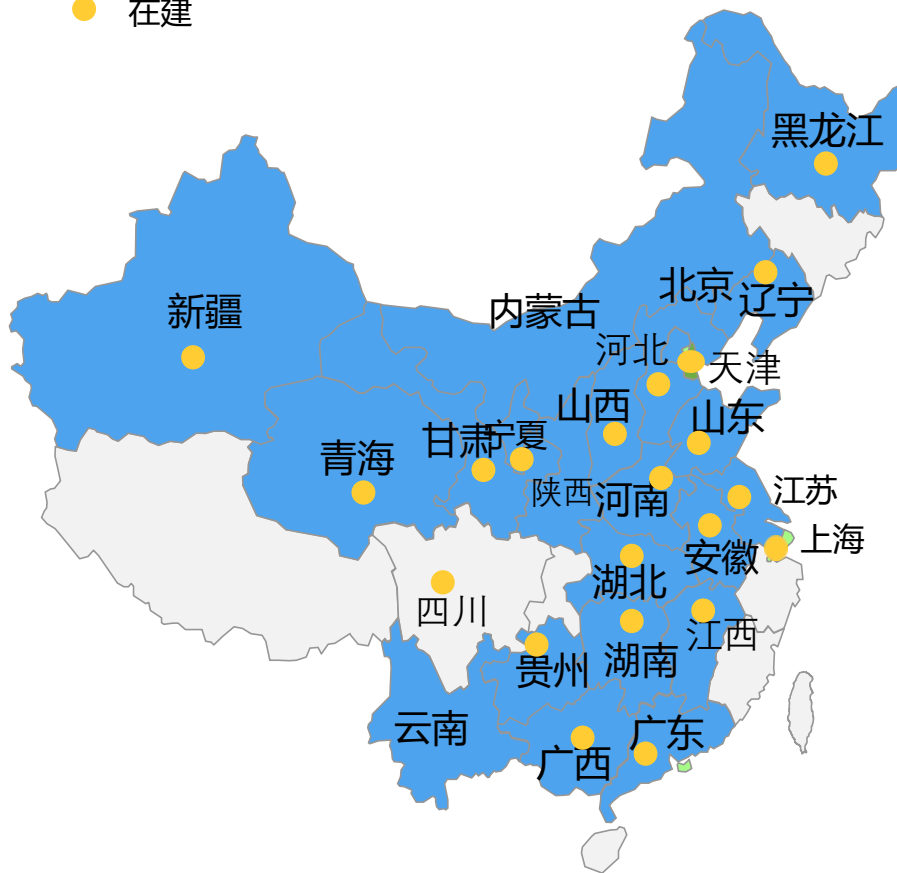 在建
黑龙江
北京
辽宁
新疆
内蒙古
河北
天津
山西
山东
甘肃
宁夏
青海
陕西
河南
江苏
上海
安徽
湖北
四川
江西
湖南
贵州
云南
广东
广西